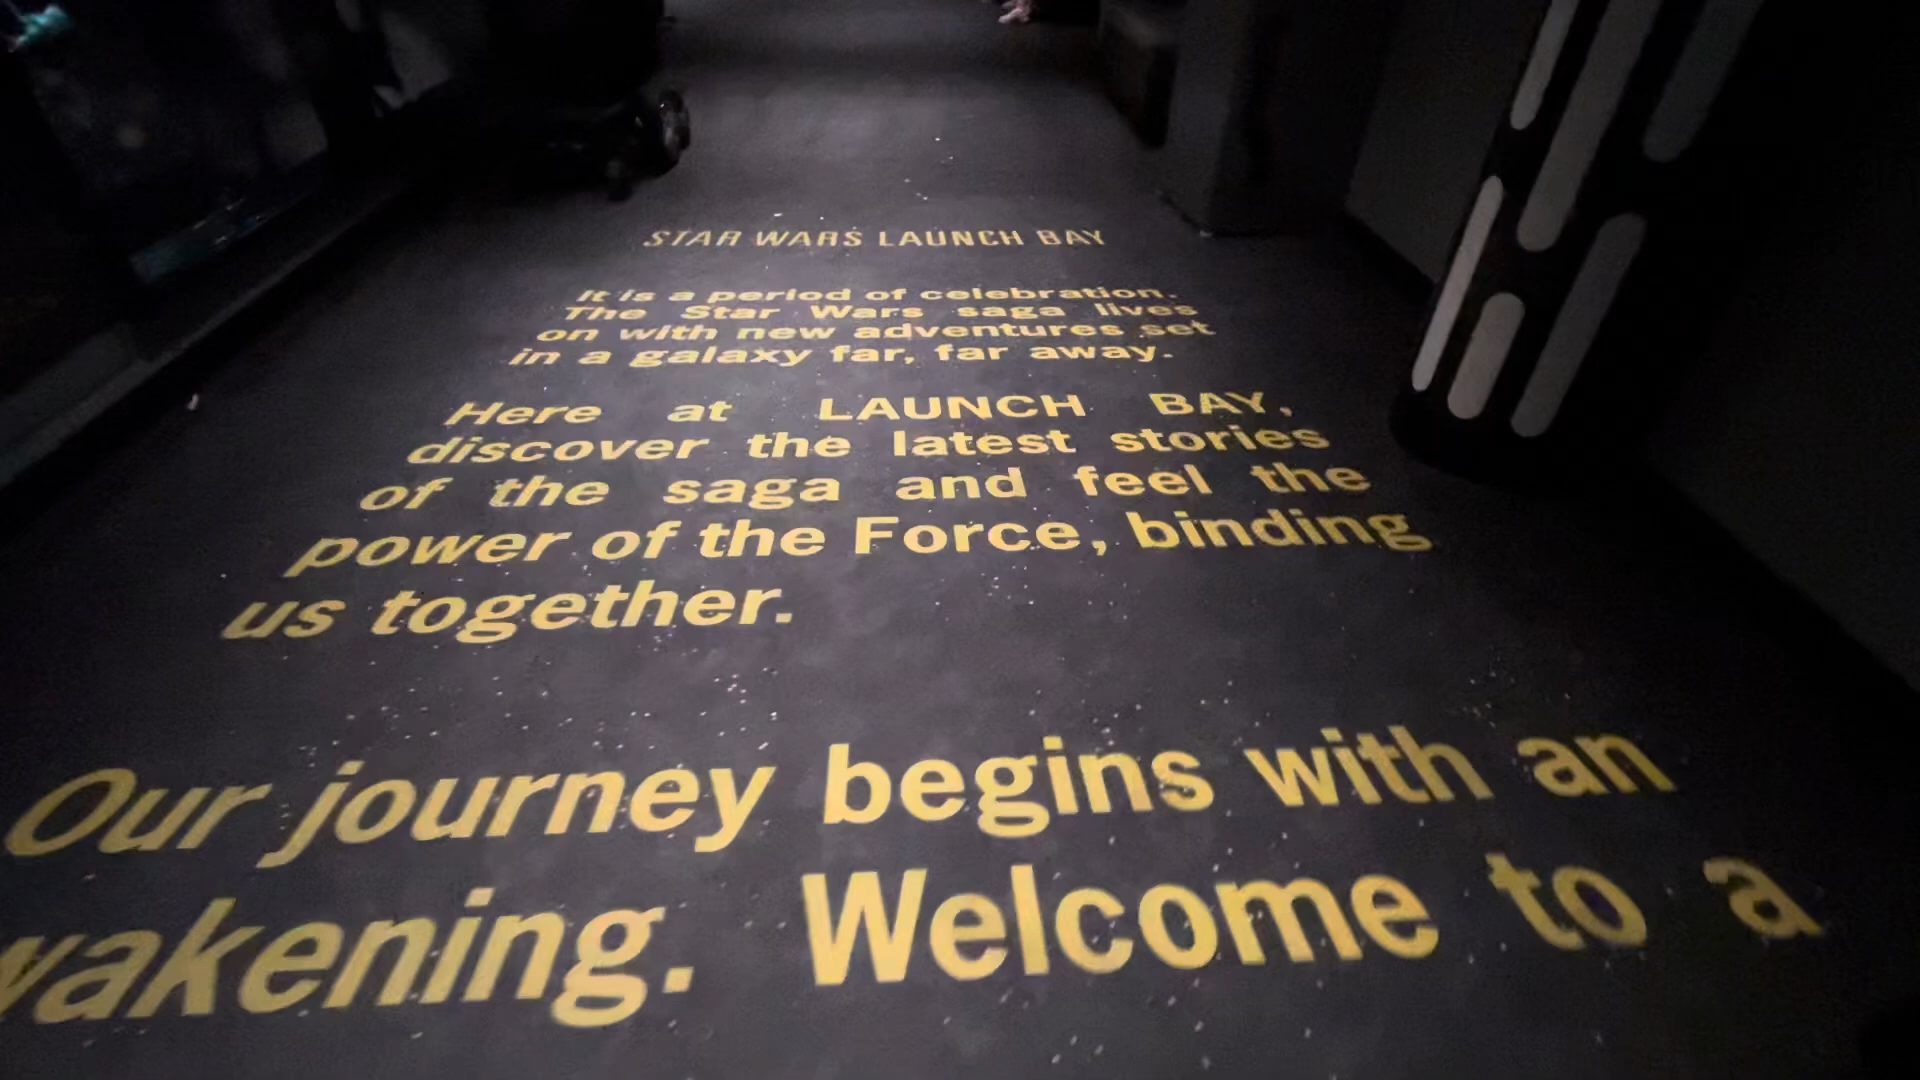 STAR WARS LAUNCH BAY
It is a period of celebration.
The Star Wars saga lives
on with new adventures set
in a galaxy far, far away.
Here at LAUNCH BAY,
discover the latest stories
of the saga and feel the
power of the Force, binding
us together.
Our journey begins with an
wakening. Welcome to a